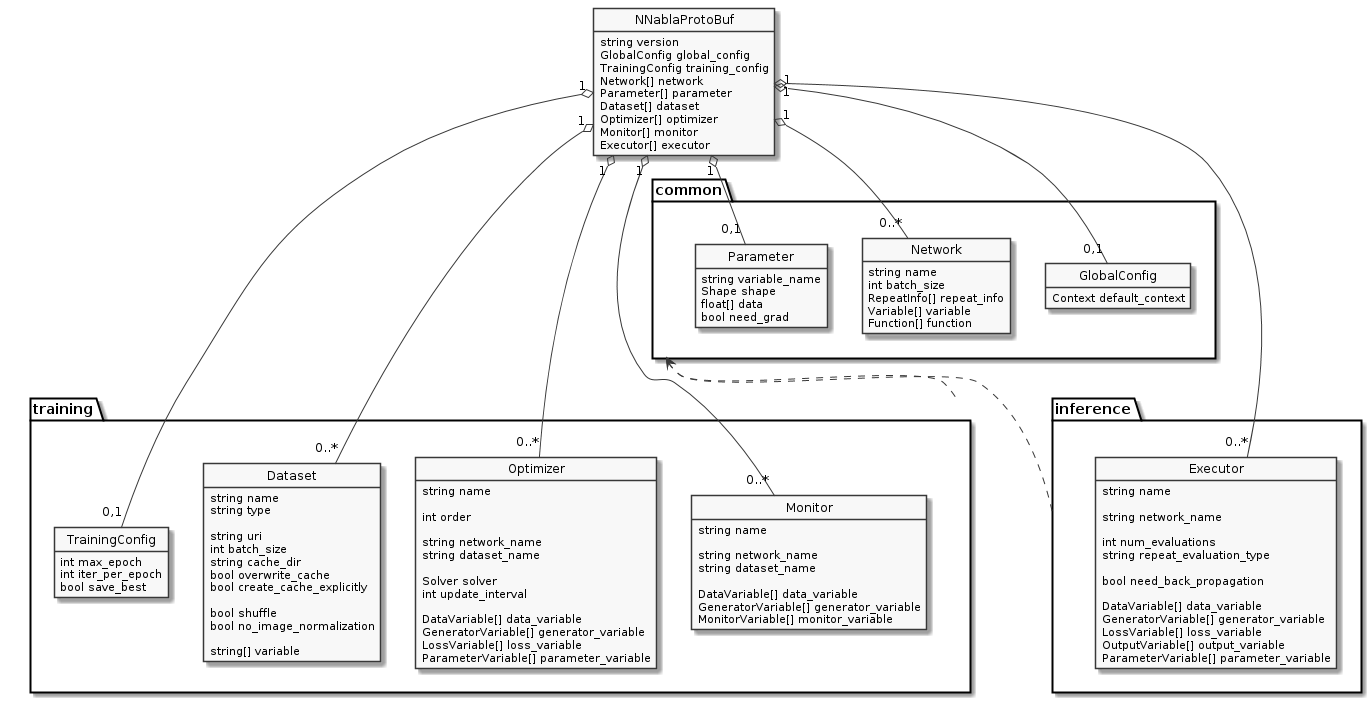 NNablaProtoBuf
string version
GlobalConfig global_config
TrainingConfig training_config
Network[] network
Parameter[] parameter
Dataset[] dataset
Optimizer[] optimizer
Monitor[] monitor
Executor[] executor
1
1
1
1
1
1
1
1
common
0,1
Parameter
string variable_name
Shape shape
float[] data
bool need_grad
0..*
Network
string name
int batch_size
RepeatInfo[] repeat_info
Variable[] variable
Function[] function
0,1
GlobalConfig
Context default_context
training
0,1
TrainingConfig
int max_epoch
int iter_per_epoch
bool save_best
0..*
Dataset
string name
string type
string uri
int batch_size
string cache_dir
bool overwrite_cache
bool create_cache_explicitly
bool shuffle
bool no_image_normalization
string[] variable
0..*
Optimizer
string name
int order
string network_name
string dataset_name
Solver solver
int update_interval
DataVariable[] data_variable
GeneratorVariable[] generator_variable
LossVariable[] loss_variable
ParameterVariable[] parameter_variable
0..*
Monitor
string name
string network_name
string dataset_name
DataVariable[] data_variable
GeneratorVariable[] generator_variable
MonitorVariable[] monitor_variable
inference
0..*
Executor
string name
string network_name
int num_evaluations
string repeat_evaluation_type
bool need_back_propagation
DataVariable[] data_variable
GeneratorVariable[] generator_variable
LossVariable[] loss_variable
OutputVariable[] output_variable
ParameterVariable[] parameter_variable